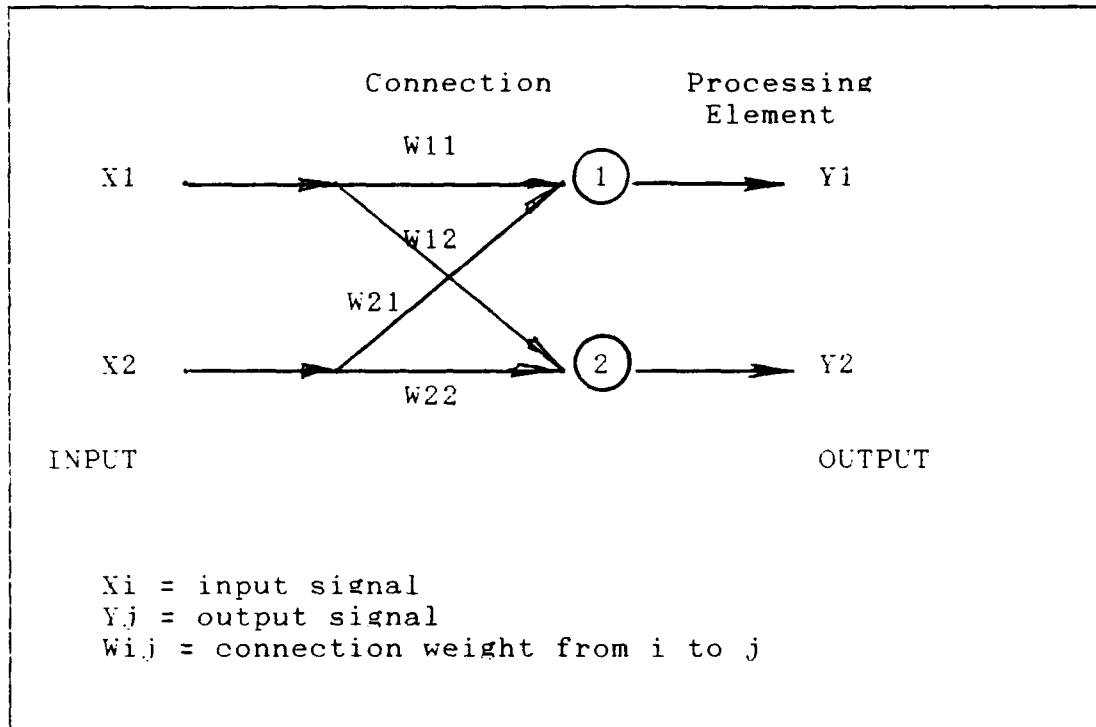 Connection Processing
Element
W11
X1 1 Y1
W12
W21
X2 2 Y2
W22
INPUT OUTPUT
Xi = input signal
Yj = output signal
Wij = connection weight from i to j